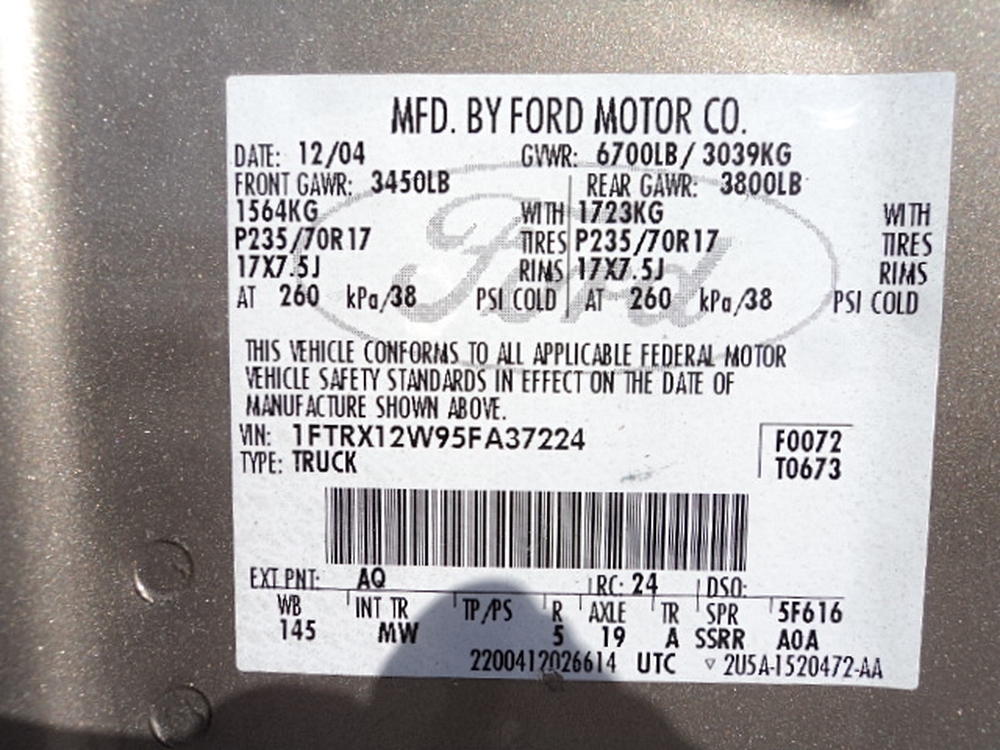 MFD. BY FORD MOTOR CO.
DATE: 12/04 GVWR: 6700LB/ 3039KG
FRONT GAWR: 3450LB REAR GAWR: 3800LB
1564KG WITH 1723KG WITH
P235/70R17 TIRES P235/70R17 TIRES
17X7.5J RIMS 17X7.5J RIMS
AT 260 kPa/38 PSI COLD AT 260 kPa/38 PSI COLD
Ford
THIS VEHICLE CONFORMS TO ALL APPLICABLE FEDERAL MOTOR
VEHICLE SAFETY STANDARDS IN EFFECT ON THE DATE OF
MANUFACTURE SHOWN ABOVE.
VIN: 1FTRX12W95FA37224 F0072
TYPE: TRUCK T0673
EXT PNT: AQ RC: 24 DSO:
WB INT TR TP/PS R AXLE TR SPR 5F616
145 MW 5 19 A SSRR A0A
2200412026614 UTC ▽ 2U5A-1520472-AA